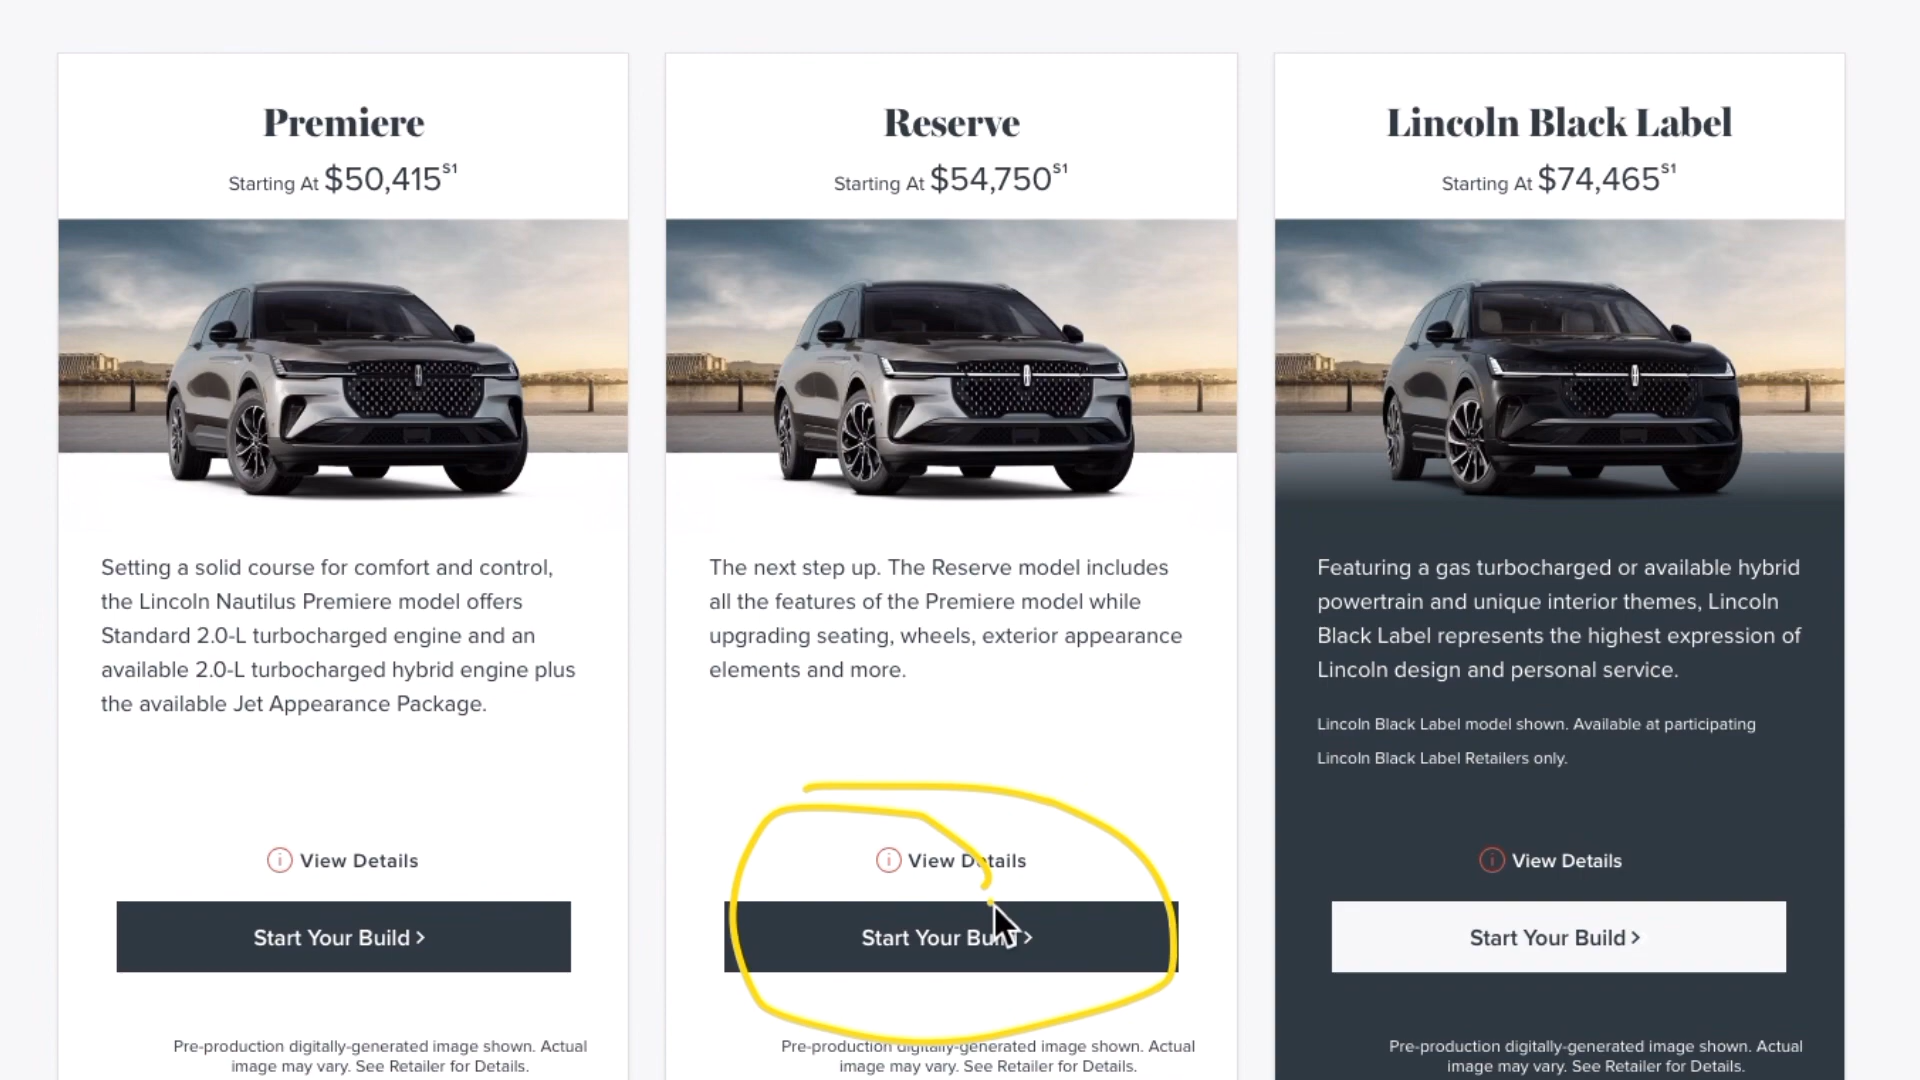 Premiere
Starting At $50,415 S1
Setting a solid course for comfort and control,
the Lincoln Nautilus Premiere model offers
Standard 2.0-L turbocharged engine and an
available 2.0-L turbocharged hybrid engine plus
the available Jet Appearance Package.
View Details
Start Your Build >
Pre-production digitally-generated image shown. Actual
image may vary. See Retailer for Details.
Reserve
Starting At $54,750 S1
The next step up. The Reserve model includes
all the features of the Premiere model while
upgrading seating, wheels, exterior appearance
elements and more.
View Details
Start Your Build >
Pre-production digitally-generated image shown. Actual
image may vary. See Retailer for Details.
Lincoln Black Label
Starting At $74,465 S1
Featuring a gas turbocharged or available hybrid
powertrain and unique interior themes, Lincoln
Black Label represents the highest expression of
Lincoln design and personal service.
Lincoln Black Label model shown. Available at participating
Lincoln Black Label Retailers only.
View Details
Start Your Build >
Pre-production digitally-generated image shown. Actual
image may vary. See Retailer for Details.